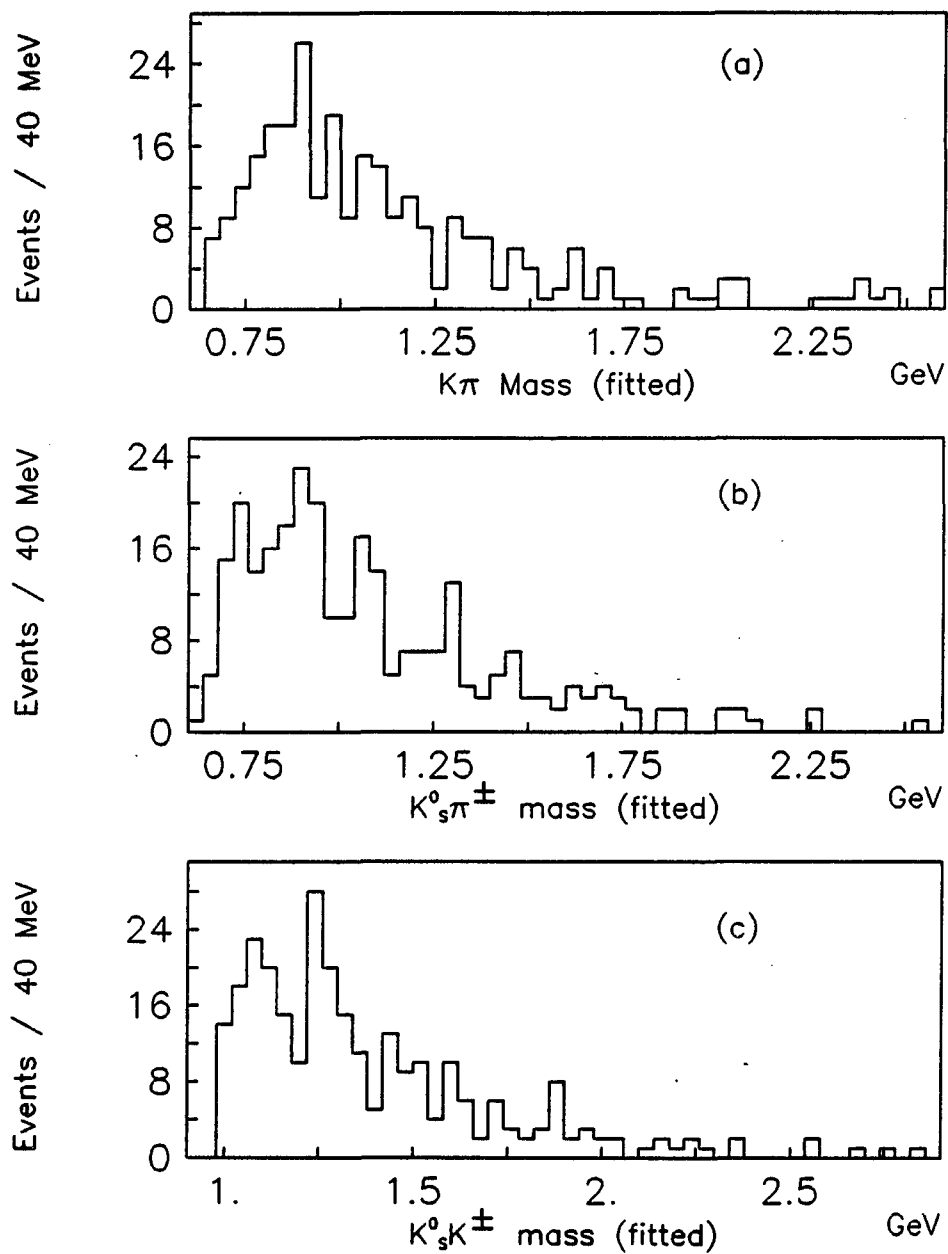 Events / 40 MeV
24
16
8
0
(a)
0.75 1.25 1.75 2.25
Kπ Mass (fitted)
GeV
Events / 40 MeV
24
16
8
0
(b)
0.75 1.25 1.75 2.25
K⁰ₛπ± mass (fitted)
GeV
Events / 40 MeV
24
16
8
0
(c)
1. 1.5 2. 2.5
K⁰ₛK± mass (fitted)
GeV